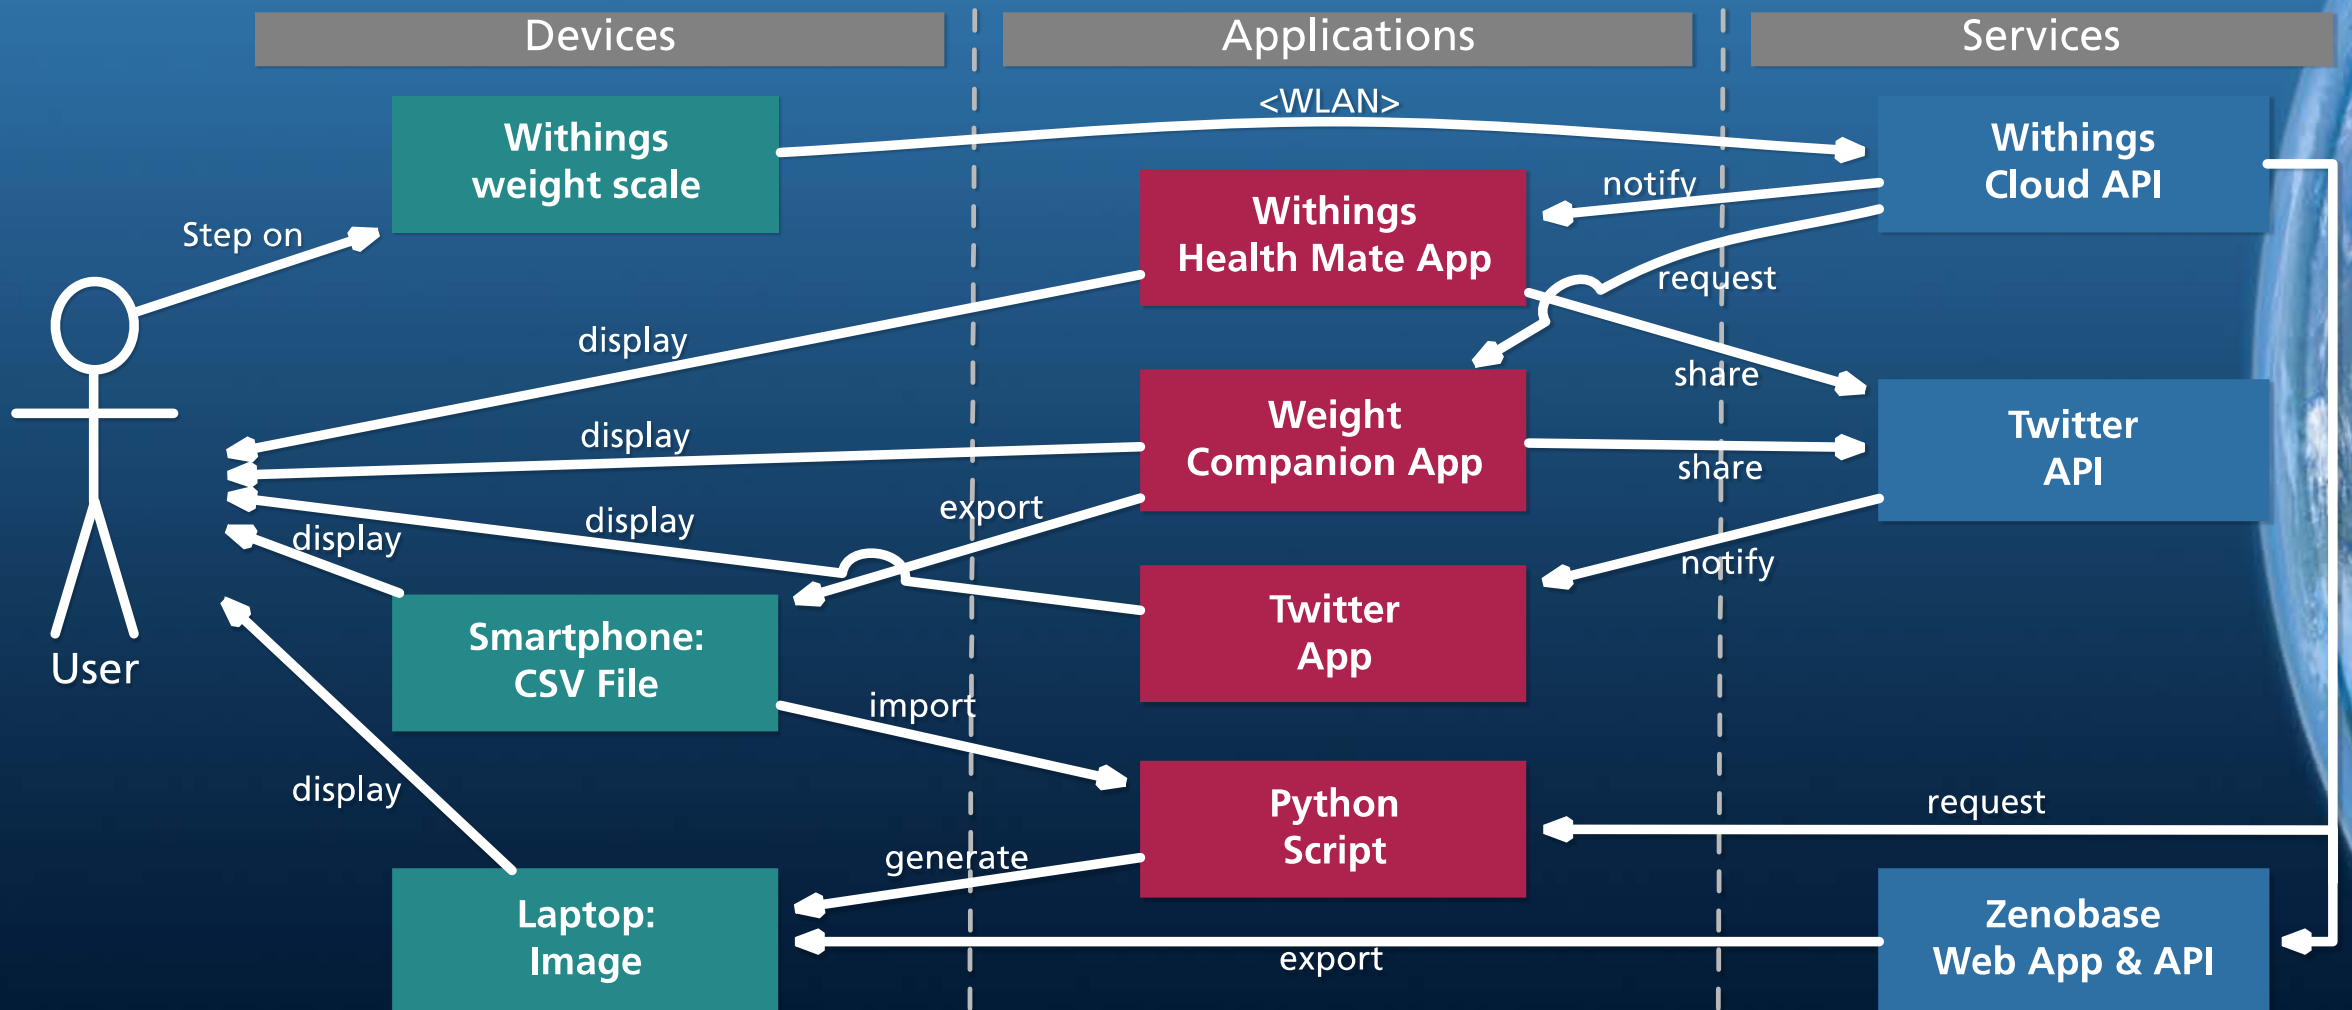 Devices
Applications
Services
<WLAN>
Withings
weight scale
Withings
Cloud API
notify
Withings
Health Mate App
Step on
request
display
share
Weight
Companion App
Twitter
API
display
share
export
display
display
notify
Twitter
App
Smartphone:
CSV File
User
import
display
Python
Script
request
generate
Laptop:
Image
export
Zenobase
Web App & API